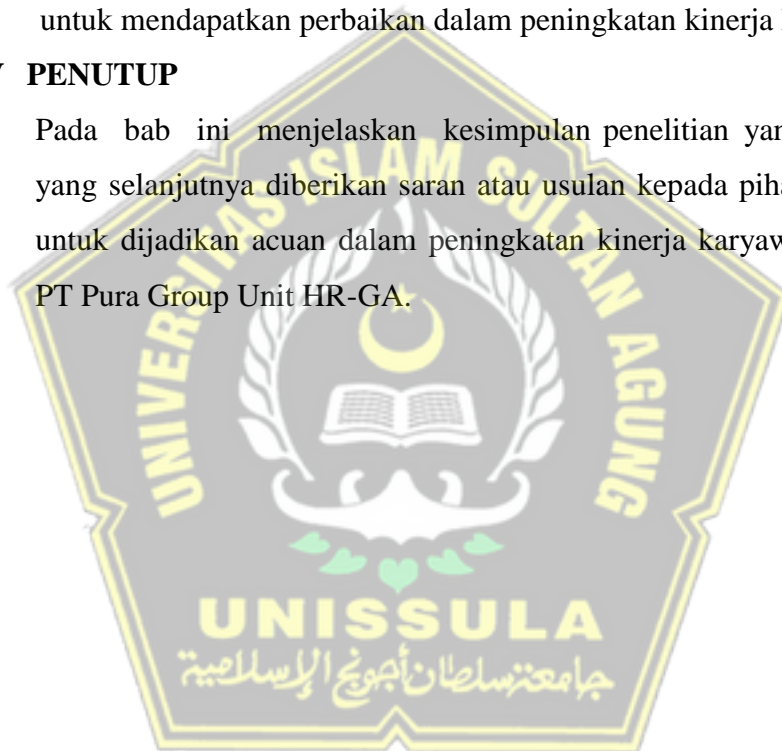 untuk mendapatkan perbaikan dalam peningkatan kinerja
PENUTUP
Pada bab ini menjelaskan kesimpulan penelitian
yang selanjutnya diberikan saran atau usulan kepada
untuk dijadikan acuan dalam peningkatan kinerja
PT Pura Group Unit HR-GA.
UNIVERSITAS ISLAM SULTAN AGUNG
UNISSULA
جامعة سلطان أجونج الإسلامية